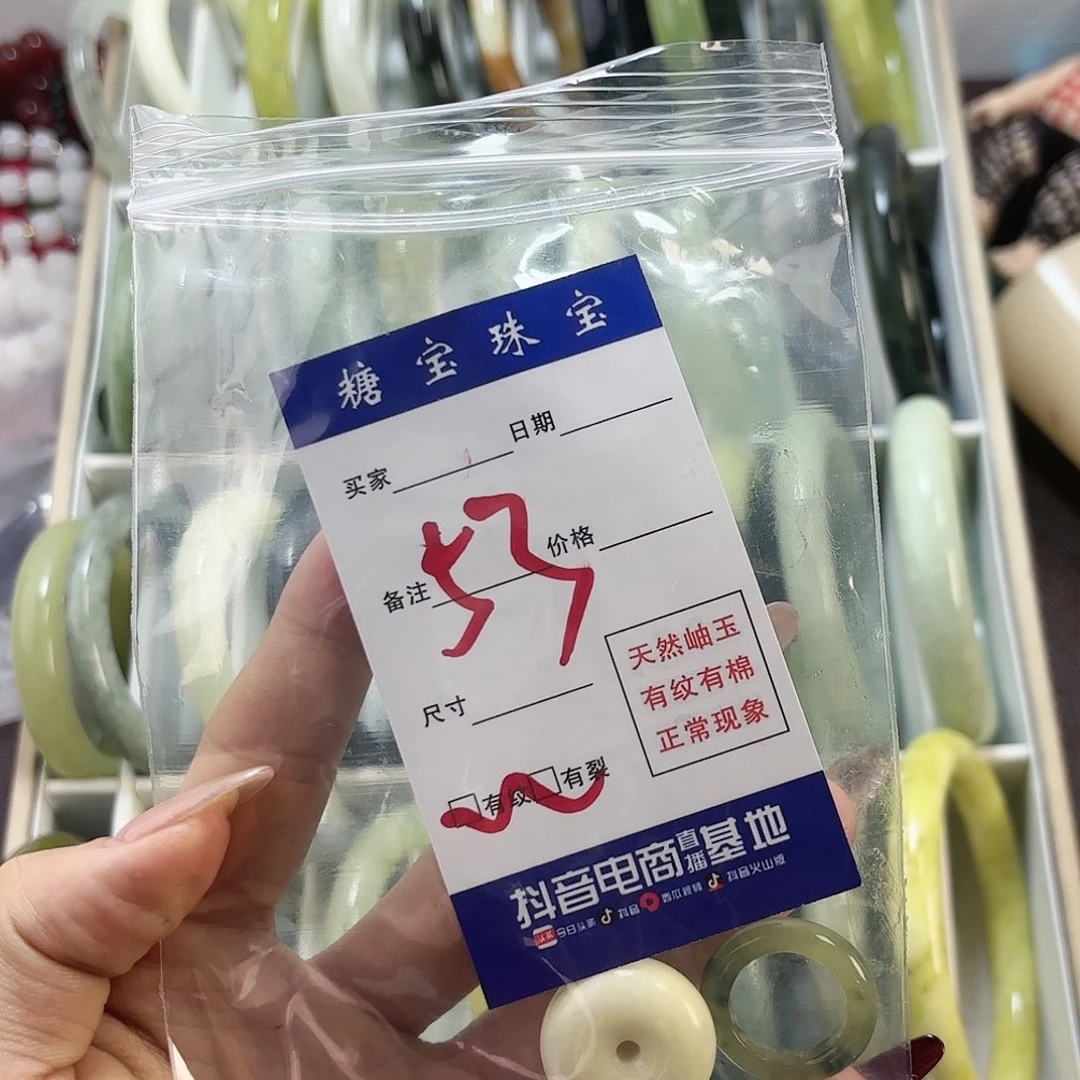 糖宝珠宝
日期
买家
价格
备注
天然岫玉
有纹有棉
正常现象
尺寸
有纹 有裂
抖音电商直播基地
今日头条 抖音 西瓜视频 抖音火山版